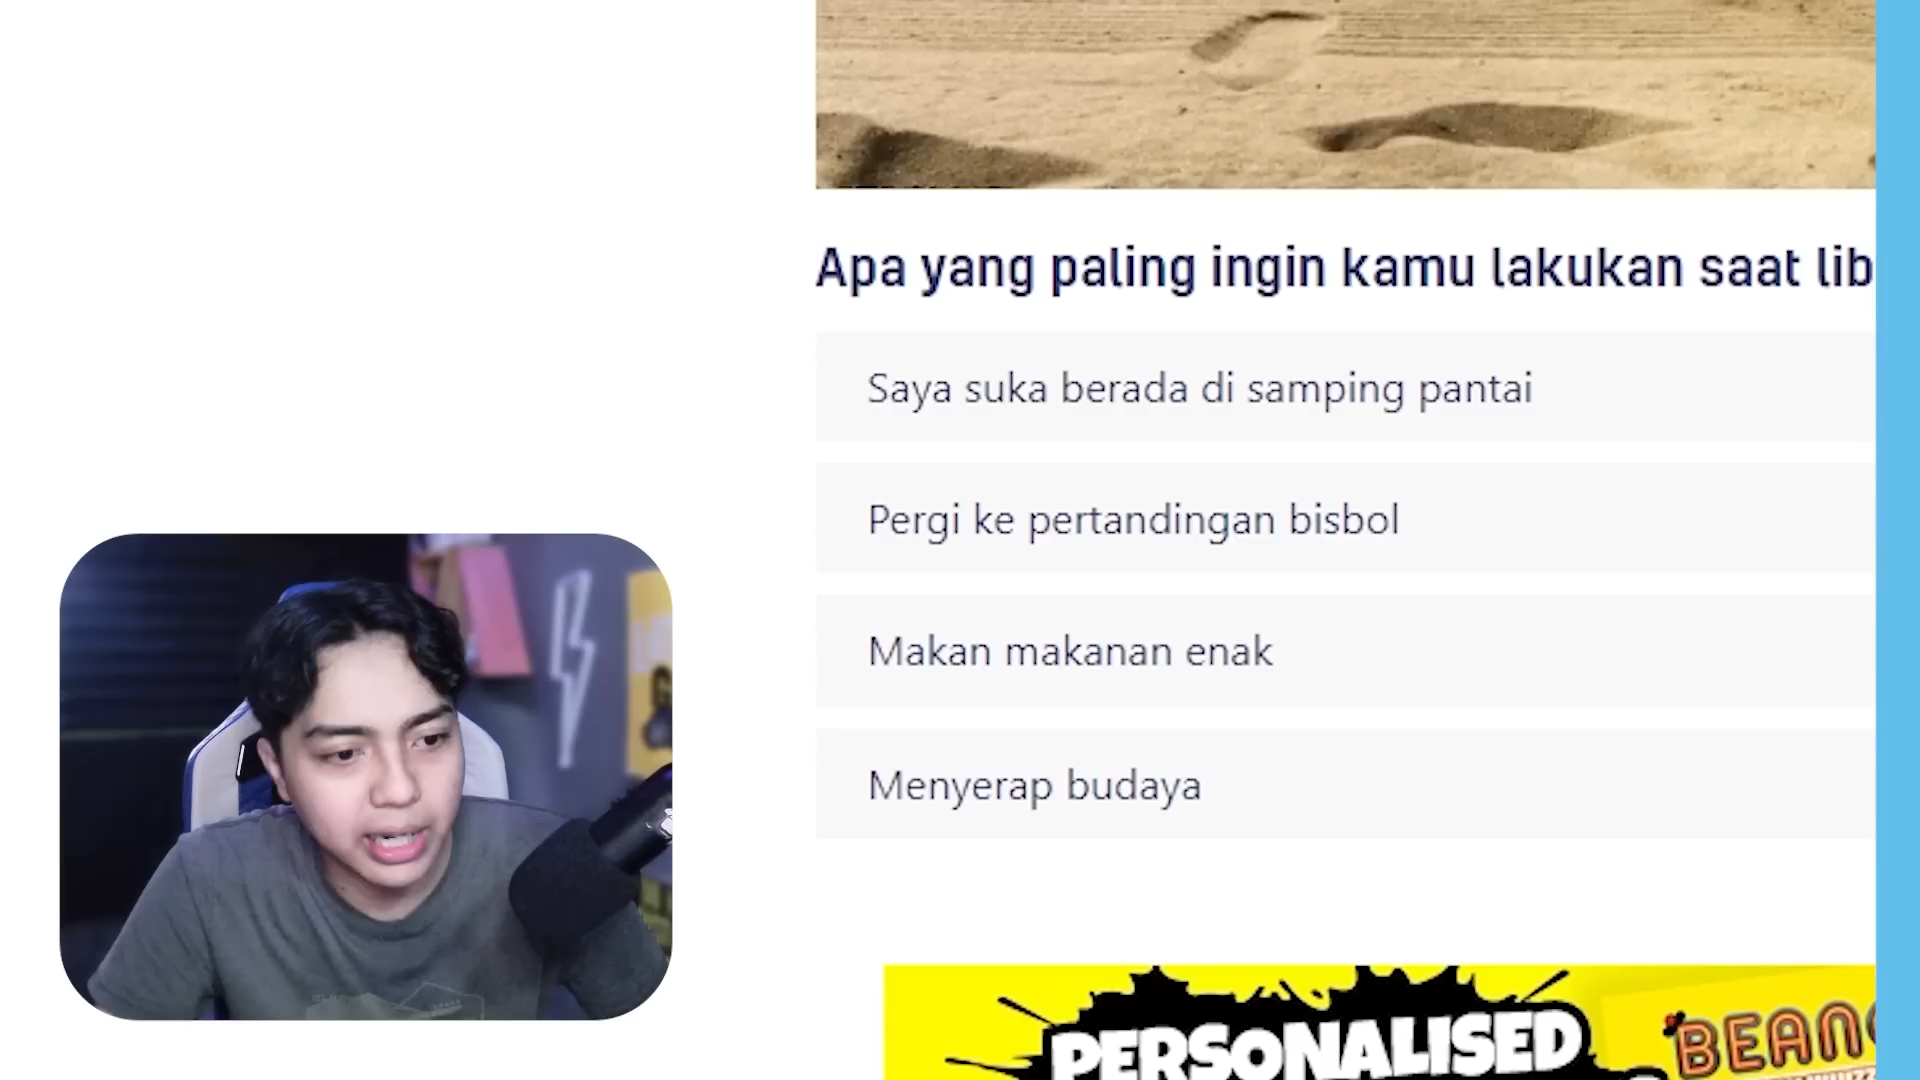 Apa yang paling ingin kamu lakukan saat lib
Saya suka berada di samping pantai
Pergi ke pertandingan bisbol
Makan makanan enak
Menyerap budaya
PERSONALISED
BEANO